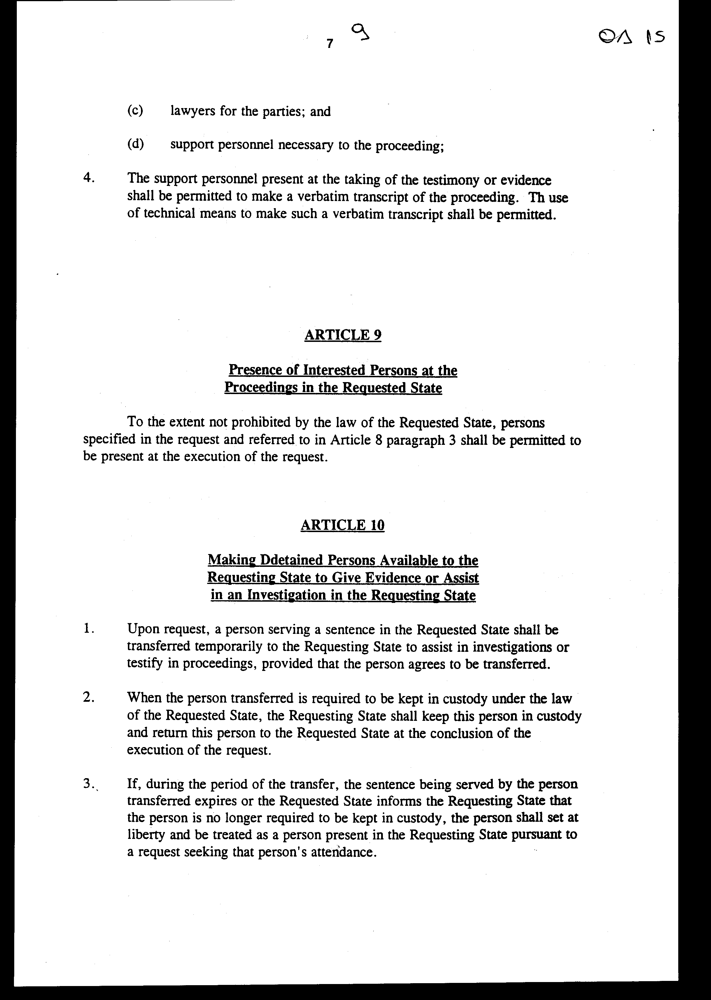 7 9
(c) lawyers for the parties; and
(d) support personnel necessary to the proceeding;
4. The support personnel present at the taking of the testimony or evidence
shall be permitted to make a verbatim transcript of the proceeding. Th use
of technical means to make such a verbatim transcript shall be permitted.
ARTICLE 9
Presence of Interested Persons at the
Proceedings in the Requested State
To the extent not prohibited by the law of the Requested State, persons
specified in the request and referred to in Article 8 paragraph 3 shall be permitted to
be present at the execution of the request.
ARTICLE 10
Making Ddetained Persons Available to the
Requesting State to Give Evidence or Assist
in an Investigation in the Requesting State
1. Upon request, a person serving a sentence in the Requested State shall be
transferred temporarily to the Requesting State to assist in investigations or
testify in proceedings, provided that the person agrees to be transferred.
2. When the person transferred is required to be kept in custody under the law
of the Requested State, the Requesting State shall keep this person in custody
and return this person to the Requested State at the conclusion of the
execution of the request.
3. If, during the period of the transfer, the sentence being served by the person
transferred expires or the Requested State informs the Requesting State that
the person is no longer required to be kept in custody, the person shall set at
liberty and be treated as a person present in the Requesting State pursuant to
a request seeking that person's attendance.